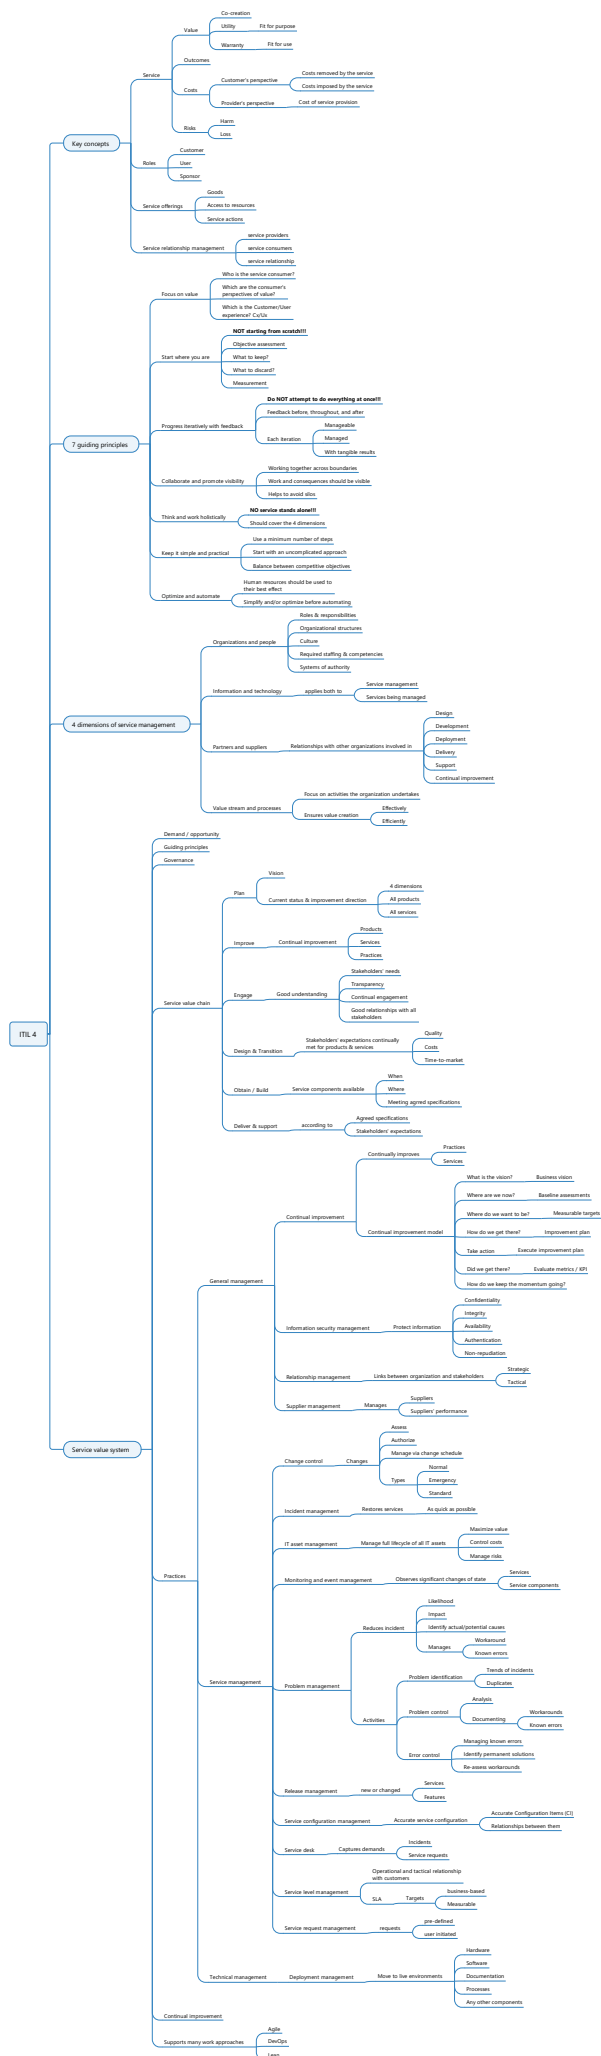 Co-creation
Value
Utility
Fit for purpose
Warranty
Fit for use
Outcomes
Service
Customer's perspective
Costs removed by the service
Costs imposed by the service
Costs
Provider's perspective
Cost of service provision
Risks
Harm
Loss
Key concepts
Customer
Roles
User
Sponsor
Goods
Service offerings
Access to resources
Service actions
service providers
Service relationship management
service consumers
service relationship
Who is the service consumer?
Focus on value
Which are the consumer's
perspectives of value?
Which is the Customer/User
experience? Cx/Ux
NOT starting from scratch!!!
Objective assessment
Start where you are
What to keep?
What to discard?
Measurement
Do NOT attempt to do everything at once!!!
Feedback before, throughout, and after
Progress iteratively with feedback
Manageable
Each iteration
Managed
With tangible results
7 guiding principles
Working together across boundaries
Collaborate and promote visibility
Work and consequences should be visible
Helps to avoid silos
NO service stands alone!!!
Think and work holistically
Should cover the 4 dimensions
Use a minimum number of steps
Keep it simple and practical
Start with an uncomplicated approach
Balance between competitive objectives
Human resources should be used to
their best effect
Optimize and automate
Simplify and/or optimize before automating
Roles & responsibilities
Organizational structures
Organizations and people
Culture
Required staffing & competencies
Systems of authority
Information and technology
applies both to
Service management
Services being managed
4 dimensions of service management
Design
Development
Deployment
Partners and suppliers
Relationships with other organizations involved in
Delivery
Support
Continual improvement
Focus on activities the organization undertakes
Value stream and processes
Ensures value creation
Effectively
Efficiently
Demand / opportunity
Guiding principles
Governance
Vision
Plan
Current status & improvement direction
4 dimensions
All products
All services
Improve
Continual improvement
Products
Services
Practices
Engage
Good understanding
Stakeholders' needs
Transparency
Continual engagement
Good relationships with all
stakeholders
Service value chain
Design & Transition
Stakeholders' expectations continually
met for products & services
Quality
Costs
Time-to-market
Obtain / Build
Service components available
When
Where
Meeting agrred specifications
Deliver & support
according to
Agreed specifications
Stakeholders' expectations
ITIL 4
Continually improves
Practices
Services
Continual improvement
Continual improvement model
What is the vision?
Business vision
Where are we now?
Baseline assessments
Where do we want to be?
Measurable targets
How do we get there?
Improvement plan
Take action
Execute improvement plan
Did we get there?
Evaluate metrics / KPI
How do we keep the momentum going?
General management
Information security management
Protect information
Confidentiality
Integrity
Availability
Authentication
Non-repudiation
Relationship management
Links between organization and stakeholders
Strategic
Tactical
Supplier management
Manages
Suppliers
Suppliers' performance
Service value system
Change control
Changes
Assess
Authorize
Manage via change schedule
Types
Normal
Emergency
Standard
Incident management
Restores services
As quick as possible
IT asset management
Manage full lifecycle of all IT assets
Maximize value
Control costs
Manage risks
Practices
Monitoring and event management
Observes significant changes of state
Services
Service components
Service management
Problem management
Reduces incident
Likelihood
Impact
Identify actual/potential causes
Manages
Workaround
Known errors
Activities
Problem identification
Trends of incidents
Duplicates
Problem control
Analysis
Documenting
Workarounds
Known errors
Error control
Managing known errors
Identify permanent solutions
Re-assess workarounds
Release management
new or changed
Services
Features
Service configuration management
Accurate service configuration
Accurate Configuration Items (CI)
Relationships between them
Service desk
Captures demands
Incidents
Service requests
Service level management
Operational and tactical relationship
with customers
SLA
Targets
business-based
Measurable
Service request management
requests
pre-defined
user initiated
Technical management
Deployment management
Move to live environments
Hardware
Software
Documentation
Processes
Any other components
Continual improvement
Supports many work approaches
Agile
DevOps
Lean